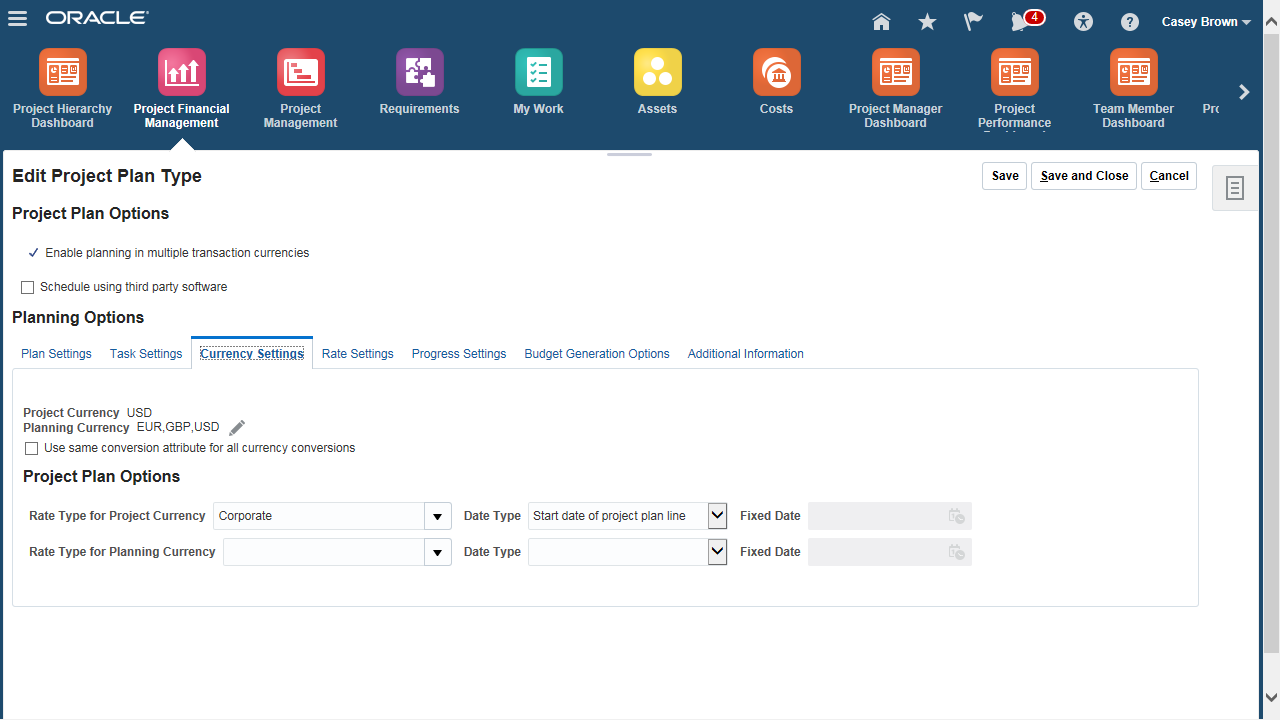 ORACLE
4
Casey Brown
Project Hierarchy Dashboard
Project Financial Management
Project Management
Requirements
My Work
Assets
Costs
Project Manager Dashboard
Project Performance
Team Member Dashboard
Edit Project Plan Type
Save
Save and Close
Cancel
Project Plan Options
Enable planning in multiple transaction currencies
Schedule using third party software
Planning Options
Plan Settings
Task Settings
Currency Settings
Rate Settings
Progress Settings
Budget Generation Options
Additional Information
Project Currency USD
Planning Currency EUR,GBP,USD
Use same conversion attribute for all currency conversions
Project Plan Options
Rate Type for Project Currency Corporate Date Type Start date of project plan line Fixed Date
Rate Type for Planning Currency Date Type Fixed Date